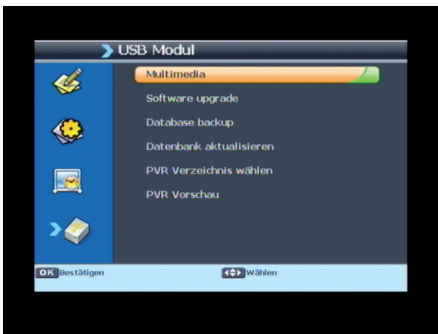 USB Modul
Multimedia
Software upgrade
Database backup
Datenbank aktualisieren
PVR Verzeichnis wählen
PVR Vorschau
OK Bestätigen
Wählen